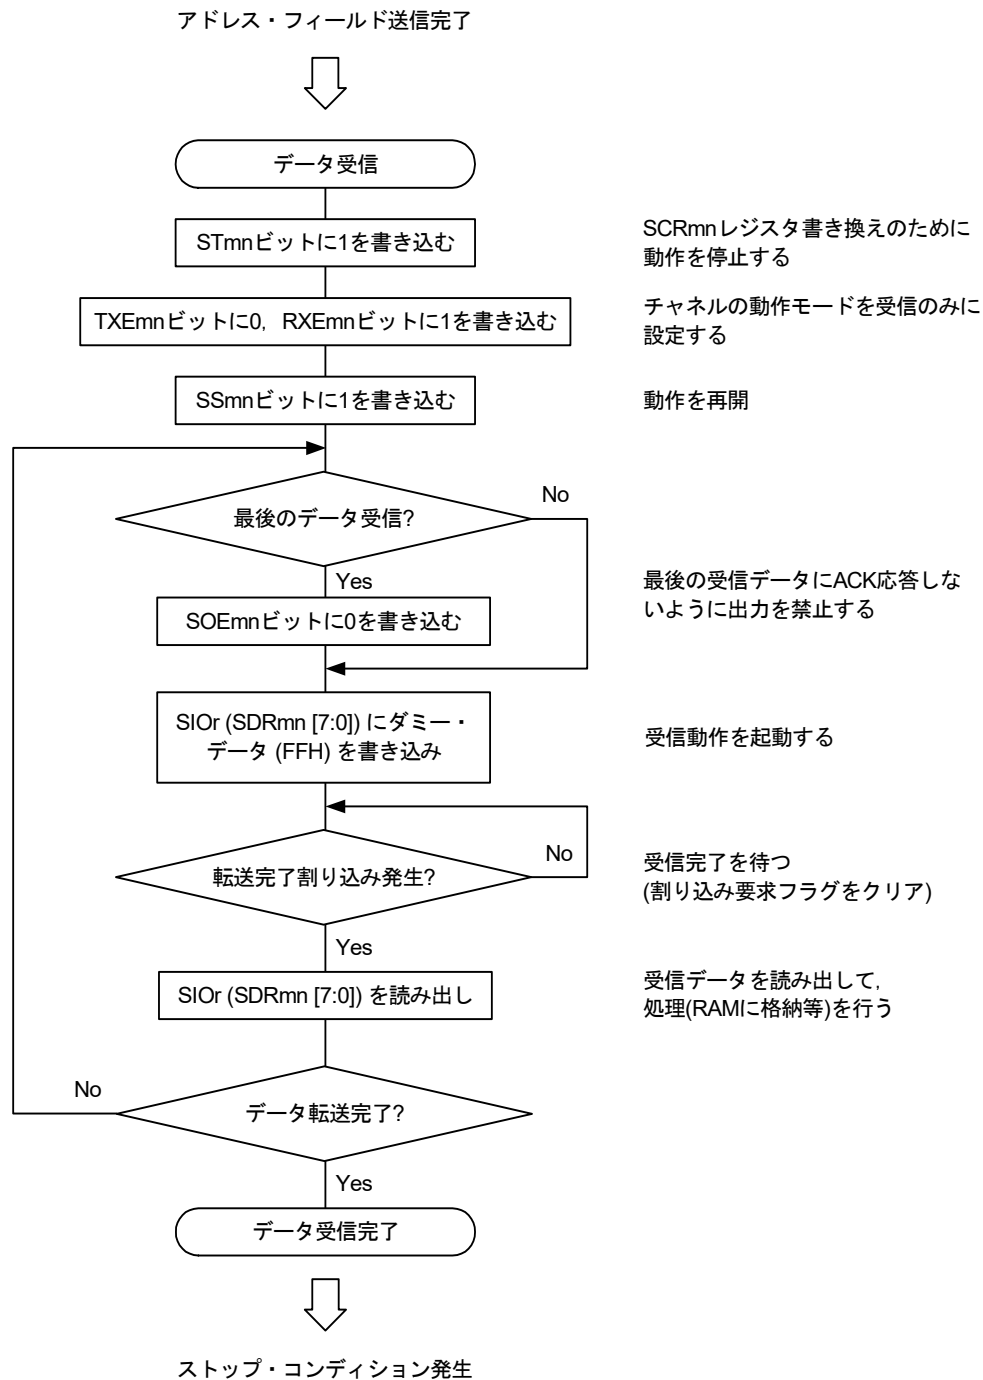 アドレス・フィールド送信完了
データ受信
STmnビットに1を書き込む
SCRmnレジスタ書き換えのために
動作を停止する
TXEmnビットに0, RXEmnビットに1を書き込む
チャネルの動作モードを受信のみに
設定する
SSmnビットに1を書き込む
動作を再開
最後のデータ受信?
No
Yes
SOEmnビットに0を書き込む
最後の受信データにACK応答しな
いように出力を禁止する
SIOr (SDRmn [7:0]) にダミー・
データ (FFH) を書き込み
受信動作を起動する
転送完了割り込み発生?
No
受信完了を待つ
(割り込み要求フラグをクリア)
Yes
SIOr (SDRmn [7:0]) を読み出し
受信データを読み出して,
処理(RAMに格納等)を行う
No
データ転送完了?
Yes
データ受信完了
ストップ・コンディション発生